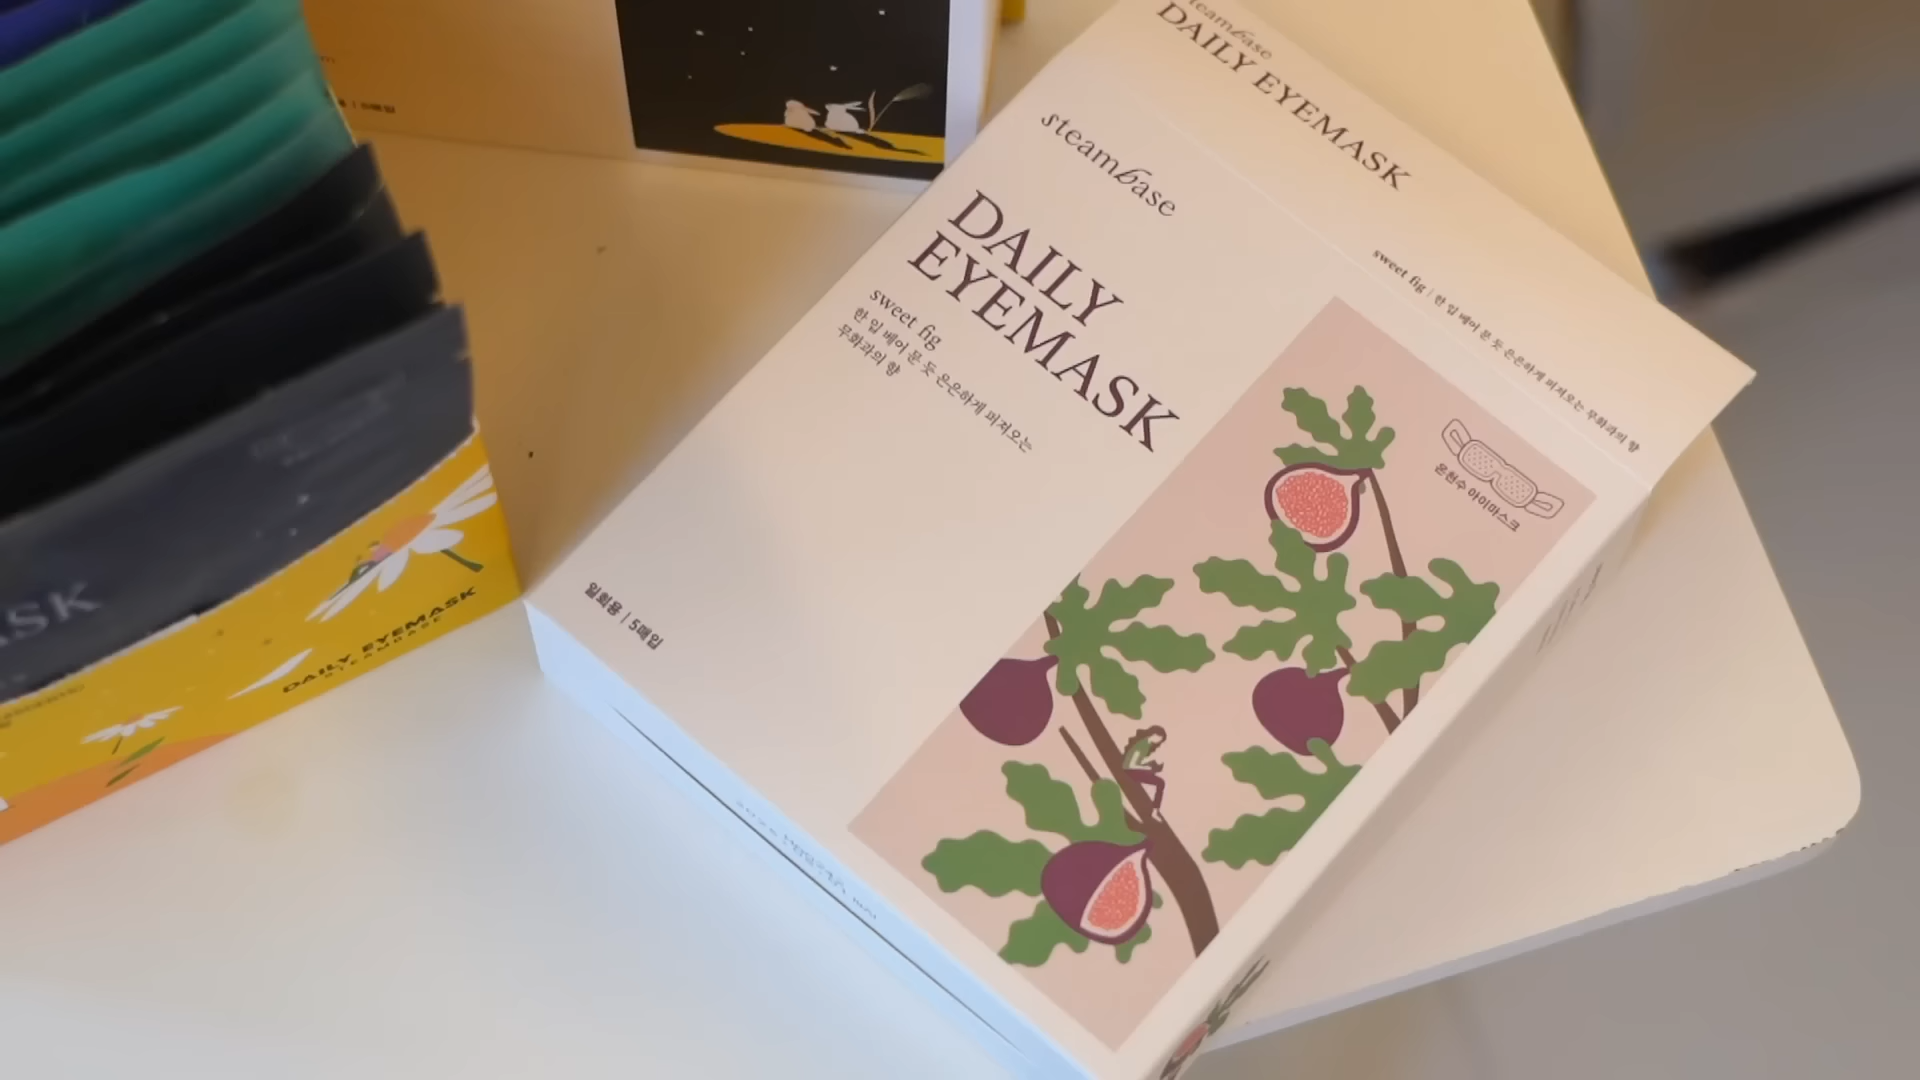 steambase
DAILY EYEMASK
sweet fig | 한 입 베어 문 듯 은은하게 퍼져오는 무화과의 향
steambase
DAILY
EYEMASK
sweet fig
한 입 베어 문 듯 은은하게 퍼져오는
무화과의 향
온천수 아이마스크
일회용 | 5매입
ASK
DAILY EYEMASK
STEAMBASE